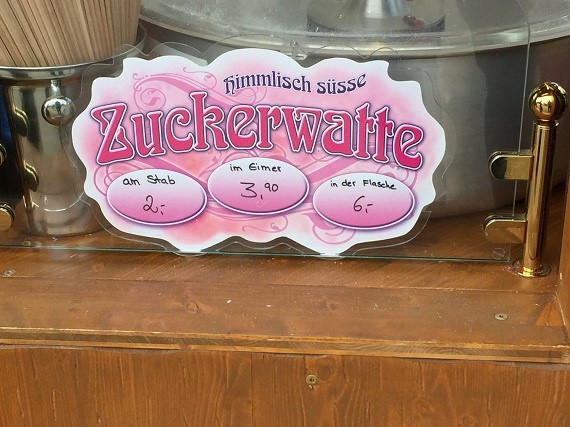 himmlisch süsse
Zuckerwatte
am Stab
2,-
im Eimer
3,90
in der Flasche
6,-